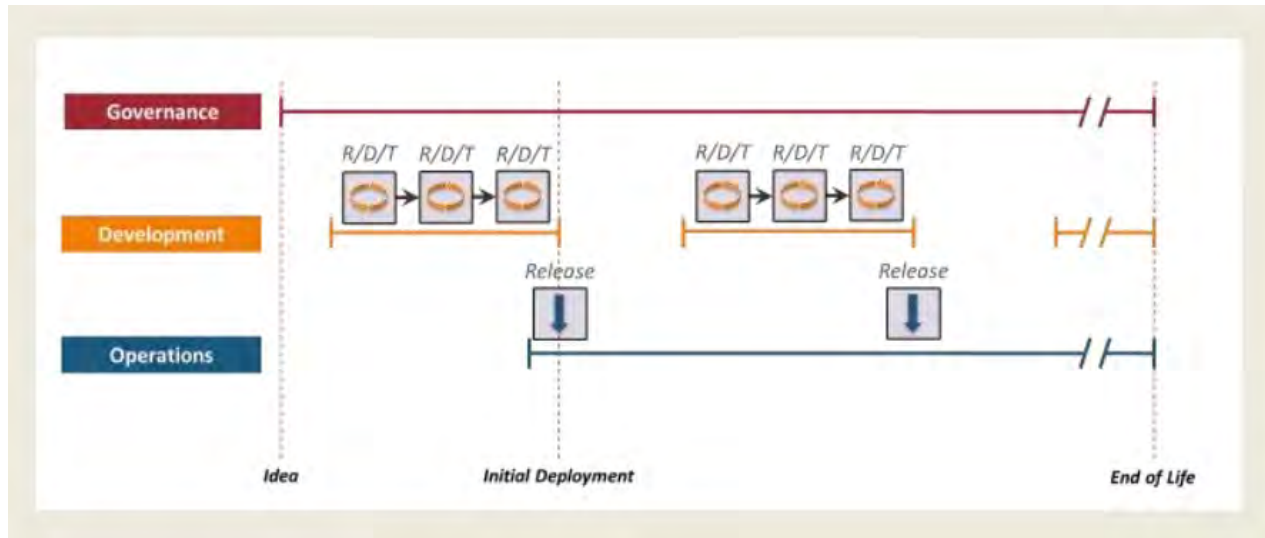 Governance
R/D/T R/D/T R/D/T R/D/T R/D/T R/D/T
Development
Release Release
Operations
Idea Initial Deployment End of Life